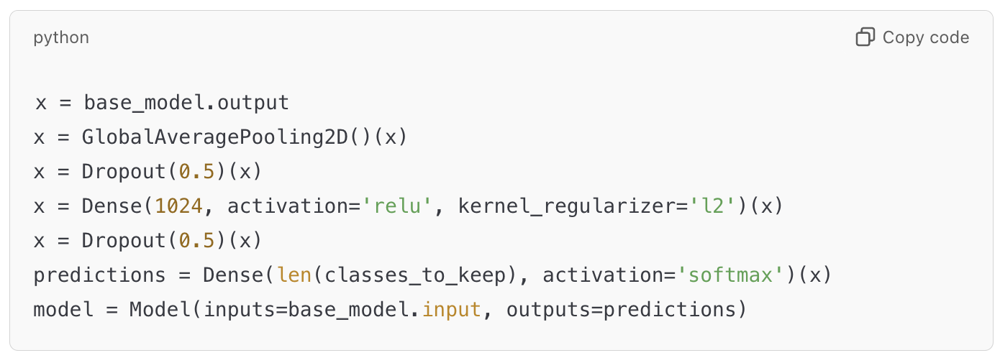 python
Copy code
x = base_model.output
x = GlobalAveragePooling2D()(x)
x = Dropout(0.5)(x)
x = Dense(1024, activation='relu', kernel_regularizer='l2')(x)
x = Dropout(0.5)(x)
predictions = Dense(len(classes_to_keep), activation='softmax')(x)
model = Model(inputs=base_model.input, outputs=predictions)